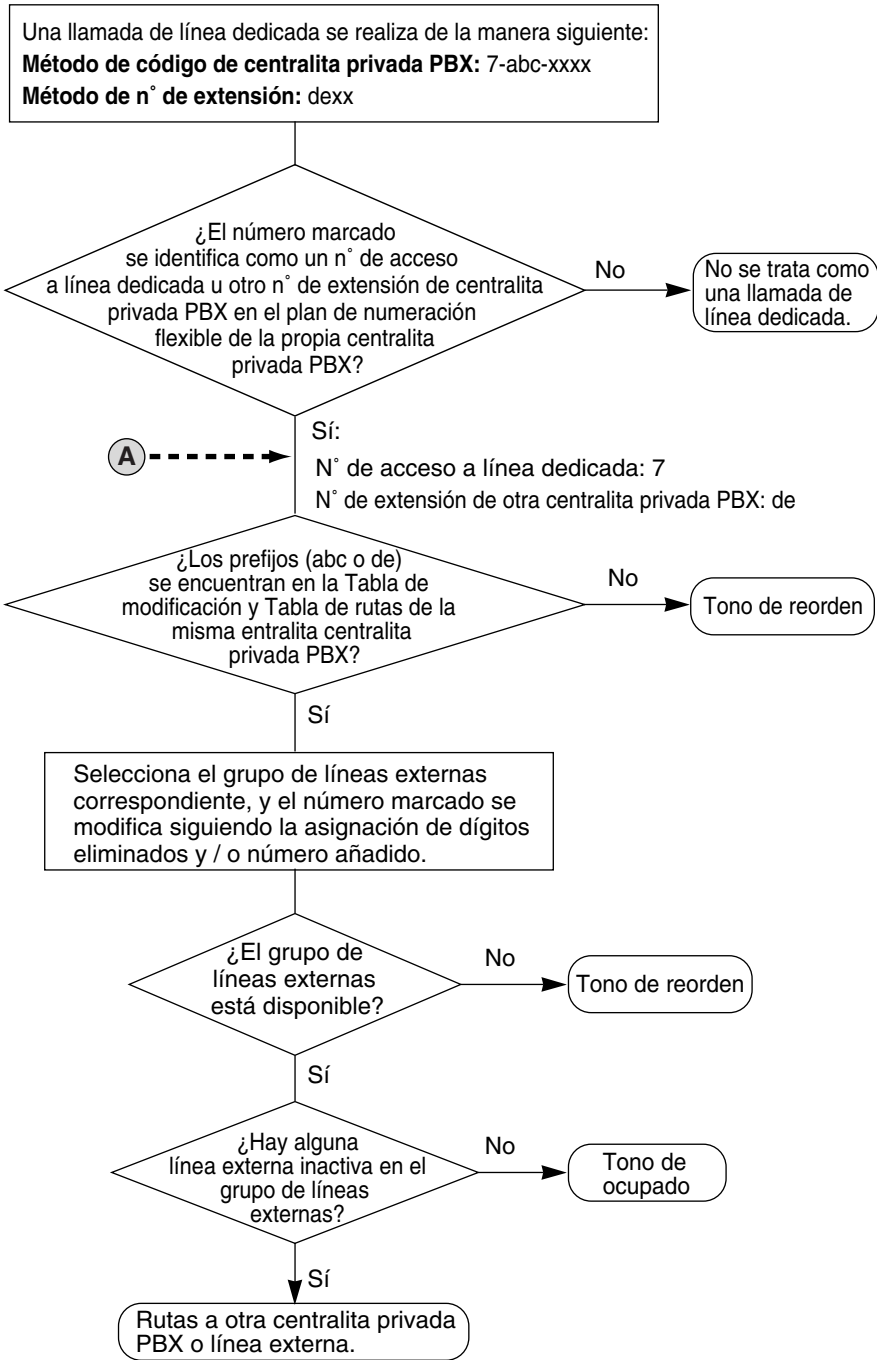 Una llamada de línea dedicada se realiza de la manera siguiente:
Método de código de centralita privada PBX: 7-abc-xxxx
Método de n˚ de extensión: dexx
¿El número marcado
se identifica como un n˚ de acceso
a línea dedicada u otro n˚ de extensión de centralita
privada PBX en el plan de numeración
flexible de la propia centralita
privada PBX?
No
No se trata como
una llamada de
línea dedicada.
A
Sí:
N˚ de acceso a línea dedicada: 7
N˚ de extensión de otra centralita privada PBX: de
¿Los prefijos (abc o de)
se encuentran en la Tabla de
modificación y Tabla de rutas de la
misma entralita centralita
privada PBX?
No
Tono de reorden
Sí
Selecciona el grupo de líneas externas
correspondiente, y el número marcado se
modifica siguiendo la asignación de dígitos
eliminados y / o número añadido.
¿El grupo de
líneas externas
está disponible?
No
Tono de reorden
Sí
¿Hay alguna
línea externa inactiva en el
grupo de líneas
externas?
No
Tono de
ocupado
Sí
Rutas a otra centralita privada
PBX o línea externa.